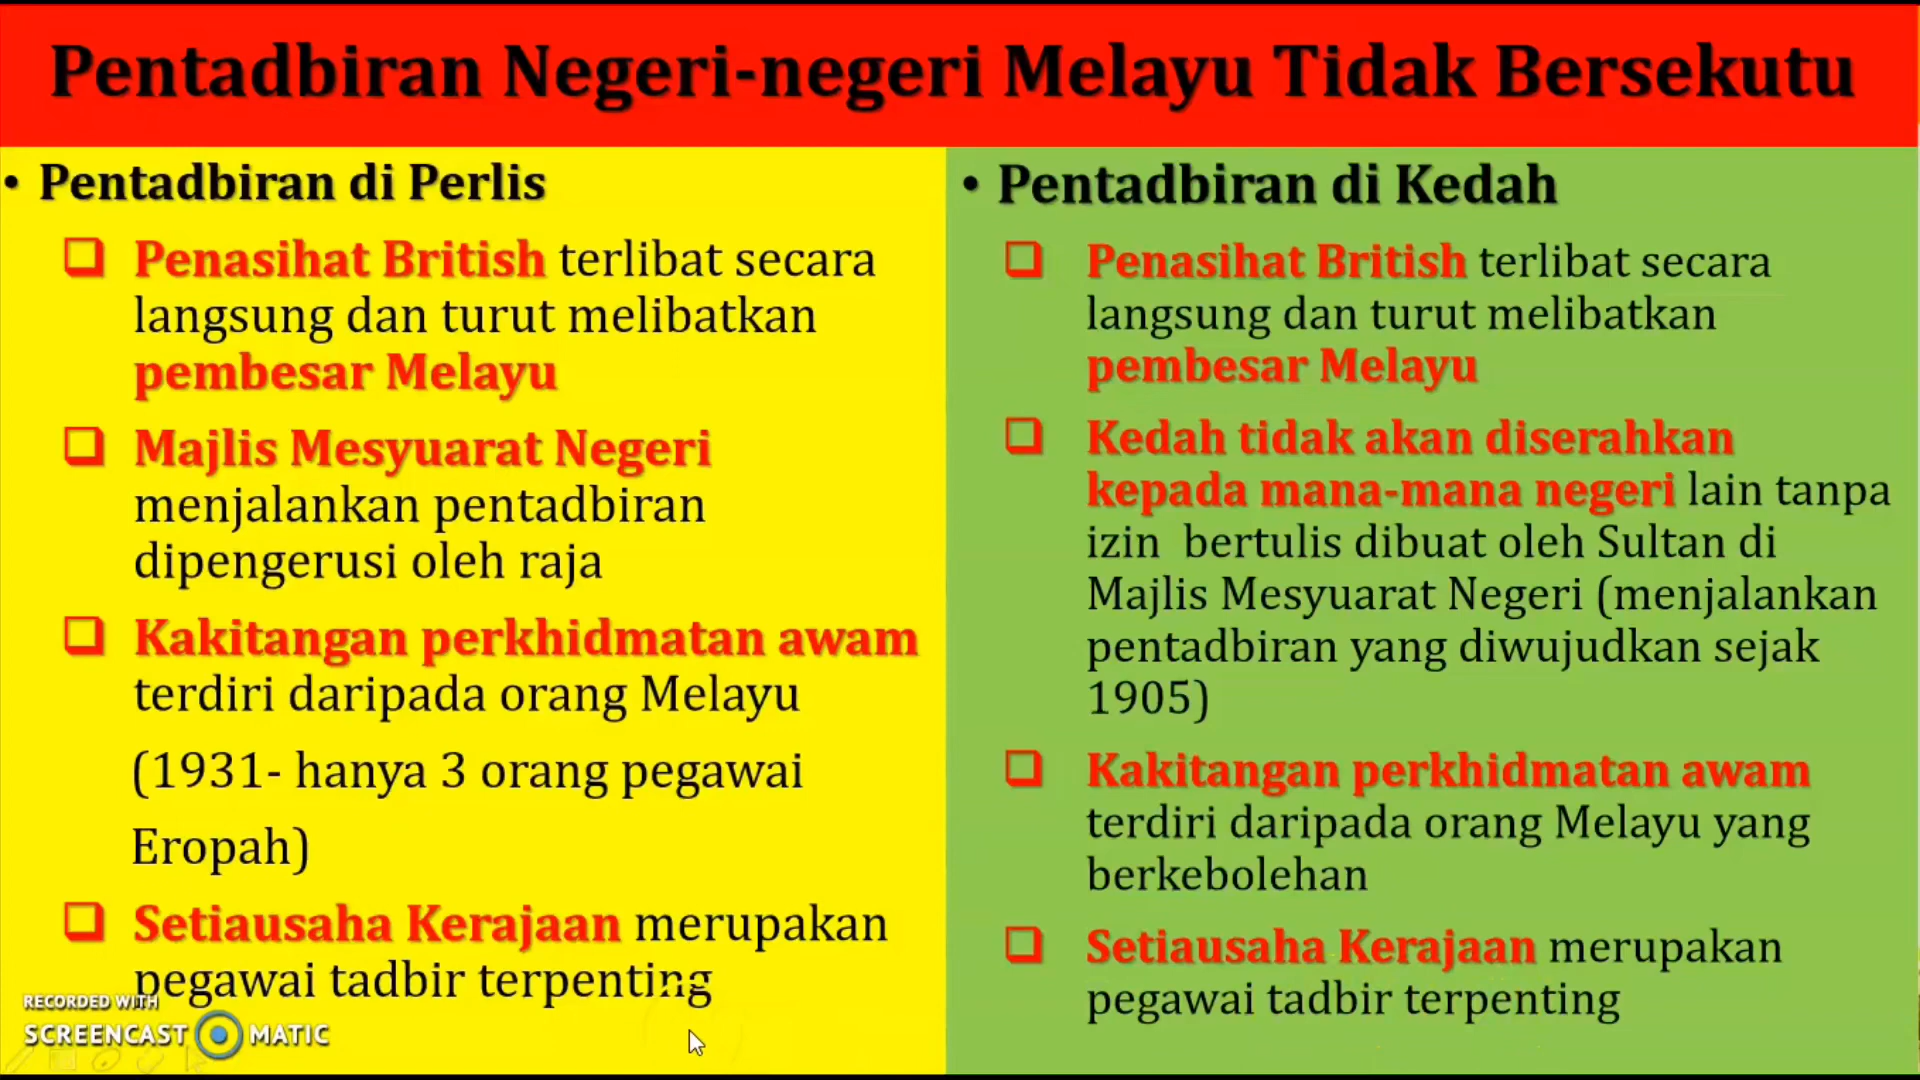 Pentadbiran Negeri-negeri Melayu Tidak Bersekutu
• Pentadbiran di Perlis
❑ Penasihat British terlibat secara
langsung dan turut melibatkan
pembesar Melayu
❑ Majlis Mesyuarat Negeri
menjalankan pentadbiran
dipengerusi oleh raja
❑ Kakitangan perkhidmatan awam
terdiri daripada orang Melayu
(1931- hanya 3 orang pegawai
Eropah)
❑ Setiausaha Kerajaan merupakan
pegawai tadbir terpenting
• Pentadbiran di Kedah
❑ Penasihat British terlibat secara
langsung dan turut melibatkan
pembesar Melayu
❑ Kedah tidak akan diserahkan
kepada mana-mana negeri lain tanpa
izin  bertulis dibuat oleh Sultan di
Majlis Mesyuarat Negeri (menjalankan
pentadbiran yang diwujudkan sejak
1905)
❑ Kakitangan perkhidmatan awam
terdiri daripada orang Melayu yang
berkebolehan
❑ Setiausaha Kerajaan merupakan
pegawai tadbir terpenting
RECORDED WITH
SCREENCAST MATIC